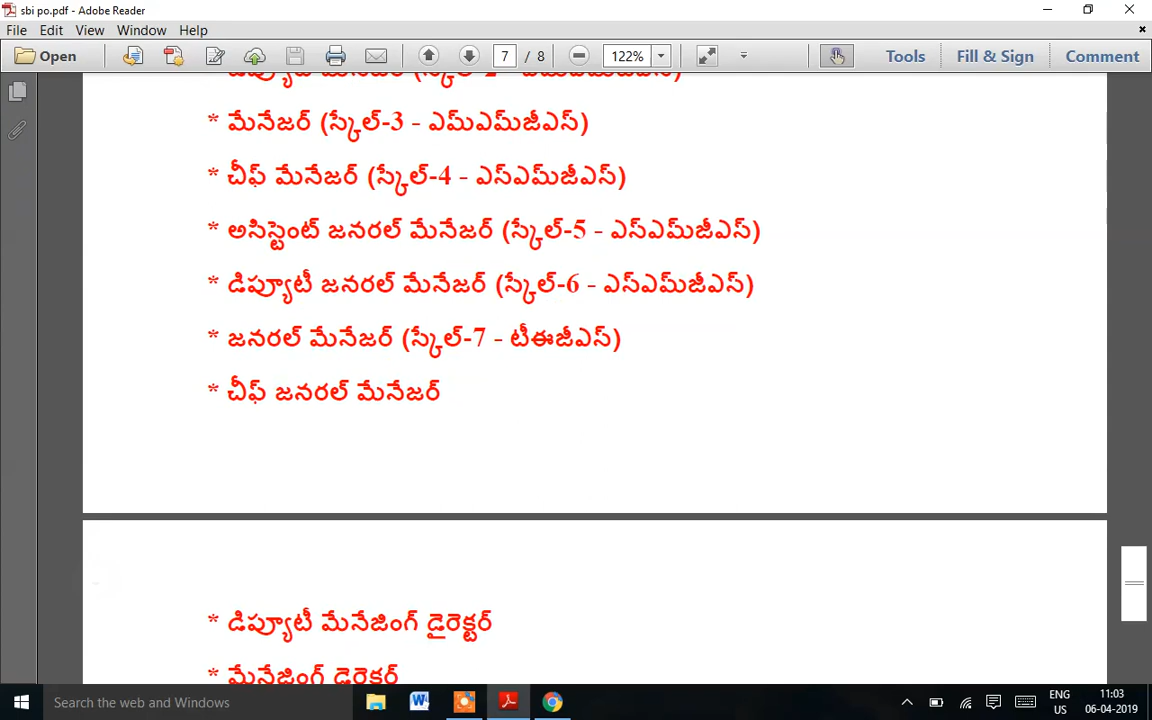 sbi po.pdf - Adobe Reader
File Edit View Window Help
Open 7 / 8 122% Tools Fill & Sign Comment
* మేనేజర్ (స్కేల్-3 - ఎమ్ఎమ్‌జీఎస్)
* చీఫ్ మేనేజర్ (స్కేల్-4 - ఎస్ఎమ్‌జీఎస్)
* అసిస్టెంట్ జనరల్ మేనేజర్ (స్కేల్-5 - ఎస్ఎమ్‌జీఎస్)
* డిప్యూటీ జనరల్ మేనేజర్ (స్కేల్-6 - ఎస్ఎమ్‌జీఎస్)
* జనరల్ మేనేజర్ (స్కేల్-7 - టీఈజీఎస్)
* చీఫ్ జనరల్ మేనేజర్
* డిప్యూటీ మేనేజింగ్ డైరెక్టర్
* మేనేజింగ్ డైరెక్టర్
Search the web and Windows
ENG 11:03
US 06-04-2019